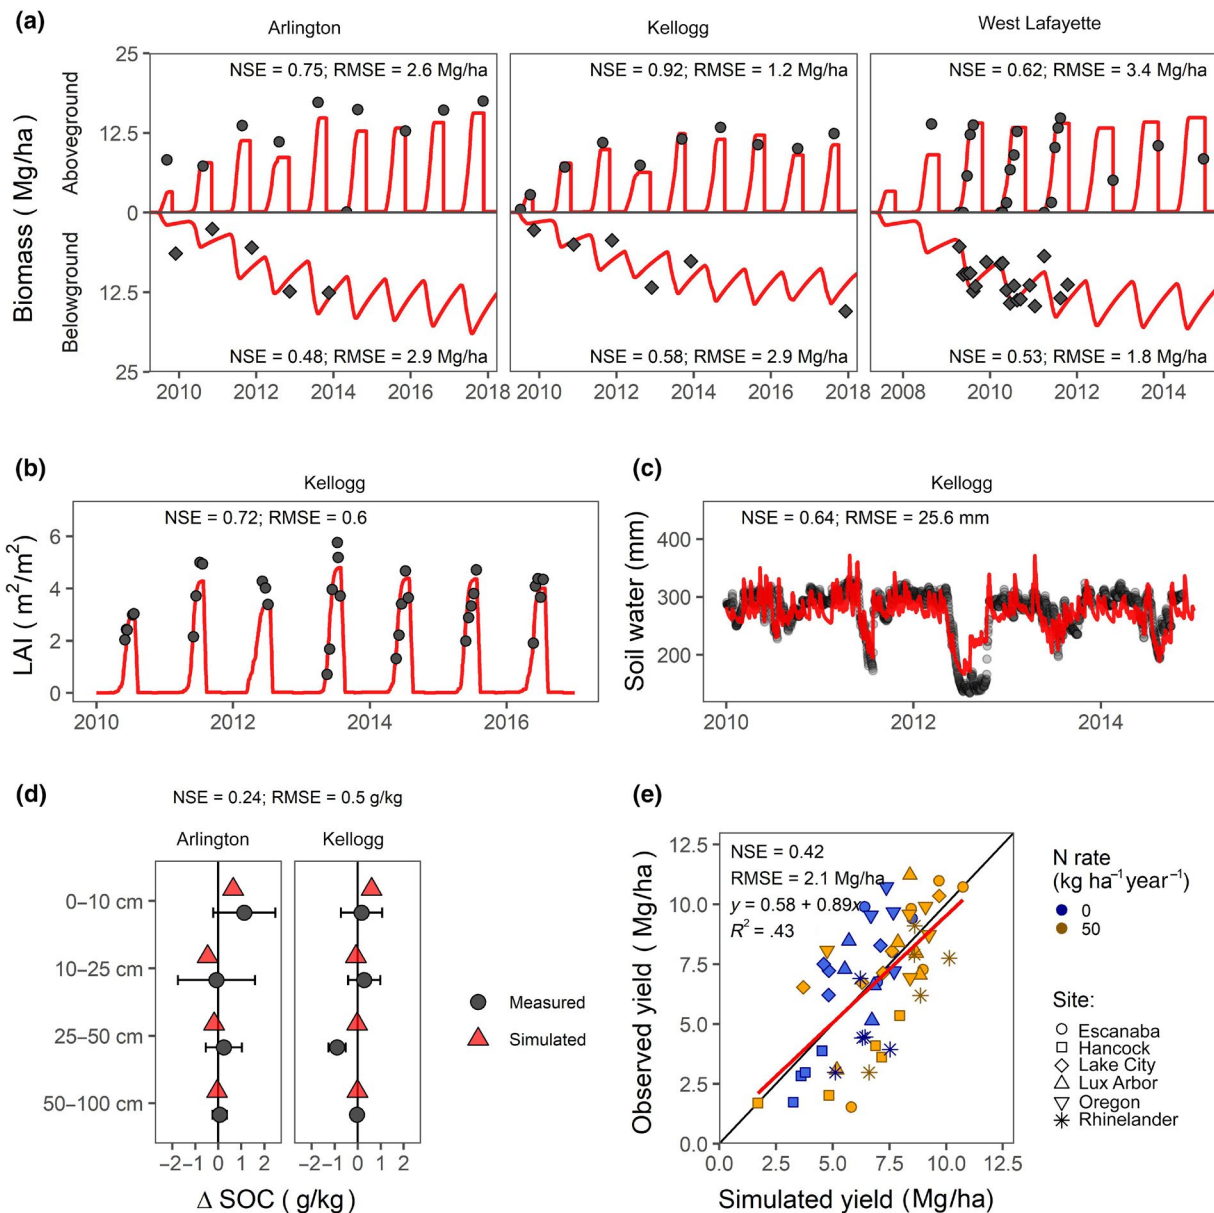 (a)
Arlington
Kellogg
West Lafayette
Biomass ( Mg/ha)
Aboveground
Belowground
25
12.5
0
12.5
25
NSE = 0.75; RMSE = 2.6 Mg/ha
NSE = 0.92; RMSE = 1.2 Mg/ha
NSE = 0.62; RMSE = 3.4 Mg/ha
NSE = 0.48; RMSE = 2.9 Mg/ha
NSE = 0.58; RMSE = 2.9 Mg/ha
NSE = 0.53; RMSE = 1.8 Mg/ha
2010 2012 2014 2016 2018
2010 2012 2014 2016 2018
2008 2010 2012 2014
(b)
Kellogg
NSE = 0.72; RMSE = 0.6
LAI ( m²/m²)
6
4
2
0
2010 2012 2014 2016
(c)
Kellogg
NSE = 0.64; RMSE = 25.6 mm
Soil water (mm)
400
300
200
2010 2012 2014
(d)
NSE = 0.24; RMSE = 0.5 g/kg
Arlington
Kellogg
0–10 cm
10–25 cm
25–50 cm
50–100 cm
−2 −1 0 1 2
−2 −1 0 1 2
Δ SOC ( g/kg)
Measured
Simulated
(e)
Observed yield ( Mg/ha)
12.5
10.0
7.5
5.0
2.5
0.0
NSE = 0.42
RMSE = 2.1 Mg/ha
y = 0.58 + 0.89x
R² = .43
0.0 2.5 5.0 7.5 10.0 12.5
Simulated yield (Mg/ha)
N rate
(kg ha⁻¹year⁻¹)
0
50
Site:
Escanaba
Hancock
Lake City
Lux Arbor
Oregon
Rhinelander